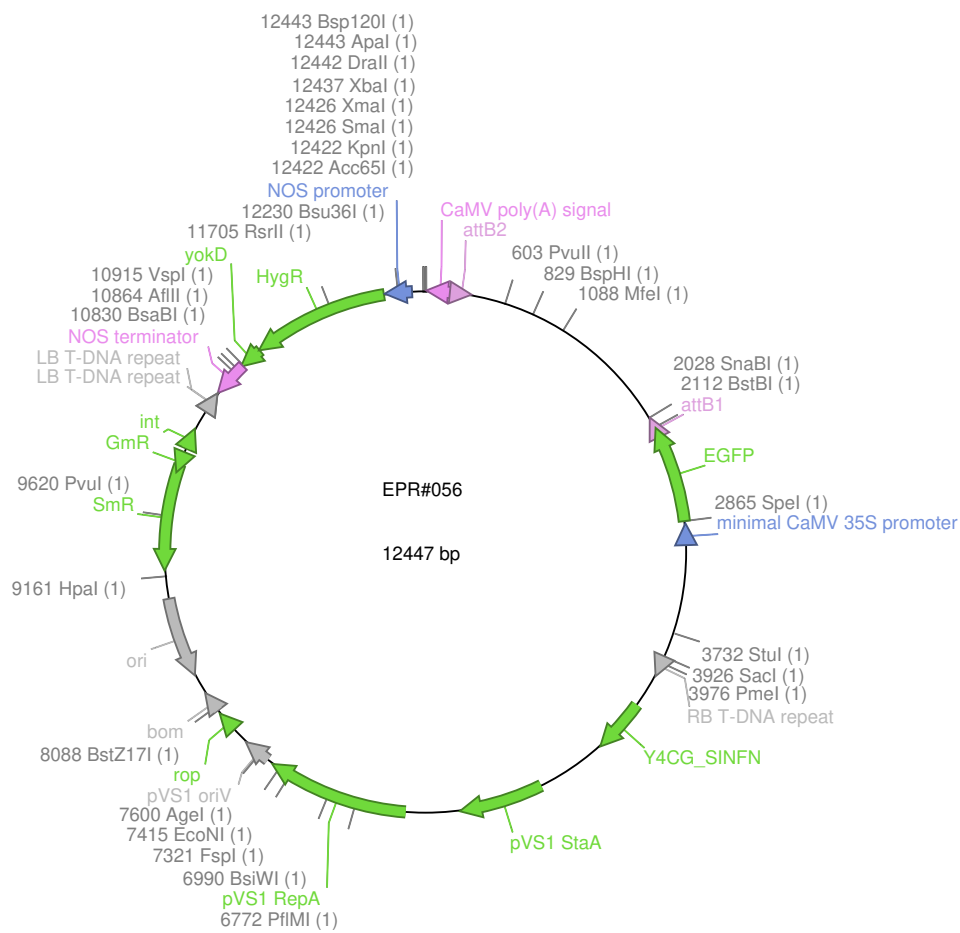 12443 Bsp120I (1)
12443 ApaI (1)
12442 DraII (1)
12437 XbaI (1)
12426 XmaI (1)
12426 SmaI (1)
12422 KpnI (1)
12422 Acc65I (1)
NOS promoter
12230 Bsu36I (1)
11705 RsrII (1)
yokD
HygR
10915 VspI (1)
10864 AflII (1)
10830 BsaBI (1)
NOS terminator
LB T-DNA repeat
LB T-DNA repeat
int
GmR
9620 PvuI (1)
SmR
9161 HpaI (1)
ori
bom
8088 BstZ17I (1)
rop
pVS1 oriV
7600 AgeI (1)
7415 EcoNI (1)
7321 FspI (1)
6990 BsiWI (1)
pVS1 RepA
6772 PflMI (1)
CaMV poly(A) signal
attB2
603 PvuII (1)
829 BspHI (1)
1088 MfeI (1)
2028 SnaBI (1)
2112 BstBI (1)
attB1
EGFP
2865 SpeI (1)
minimal CaMV 35S promoter
3732 StuI (1)
3926 SacI (1)
3976 PmeI (1)
RB T-DNA repeat
Y4CG_SINFN
pVS1 StaA
EPR#056
12447 bp